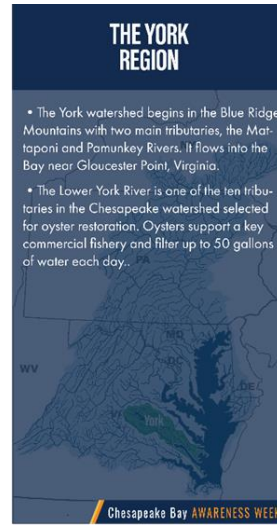 THE YORK
REGION
• The York watershed begins in the Blue Ridge
Mountains with two main tributaries, the Mat-
taponi and Pamunkey Rivers. It flows into the
Bay near Gloucester Point, Virginia.
• The Lower York River is one of the ten tribu-
taries in the Chesapeake watershed selected
for oyster restoration. Oysters support a key
commercial fishery and filter up to 50 gallons
of water each day..
PA
MD
DC
WV
DE
York
Chesapeake Bay AWARENESS WEEK